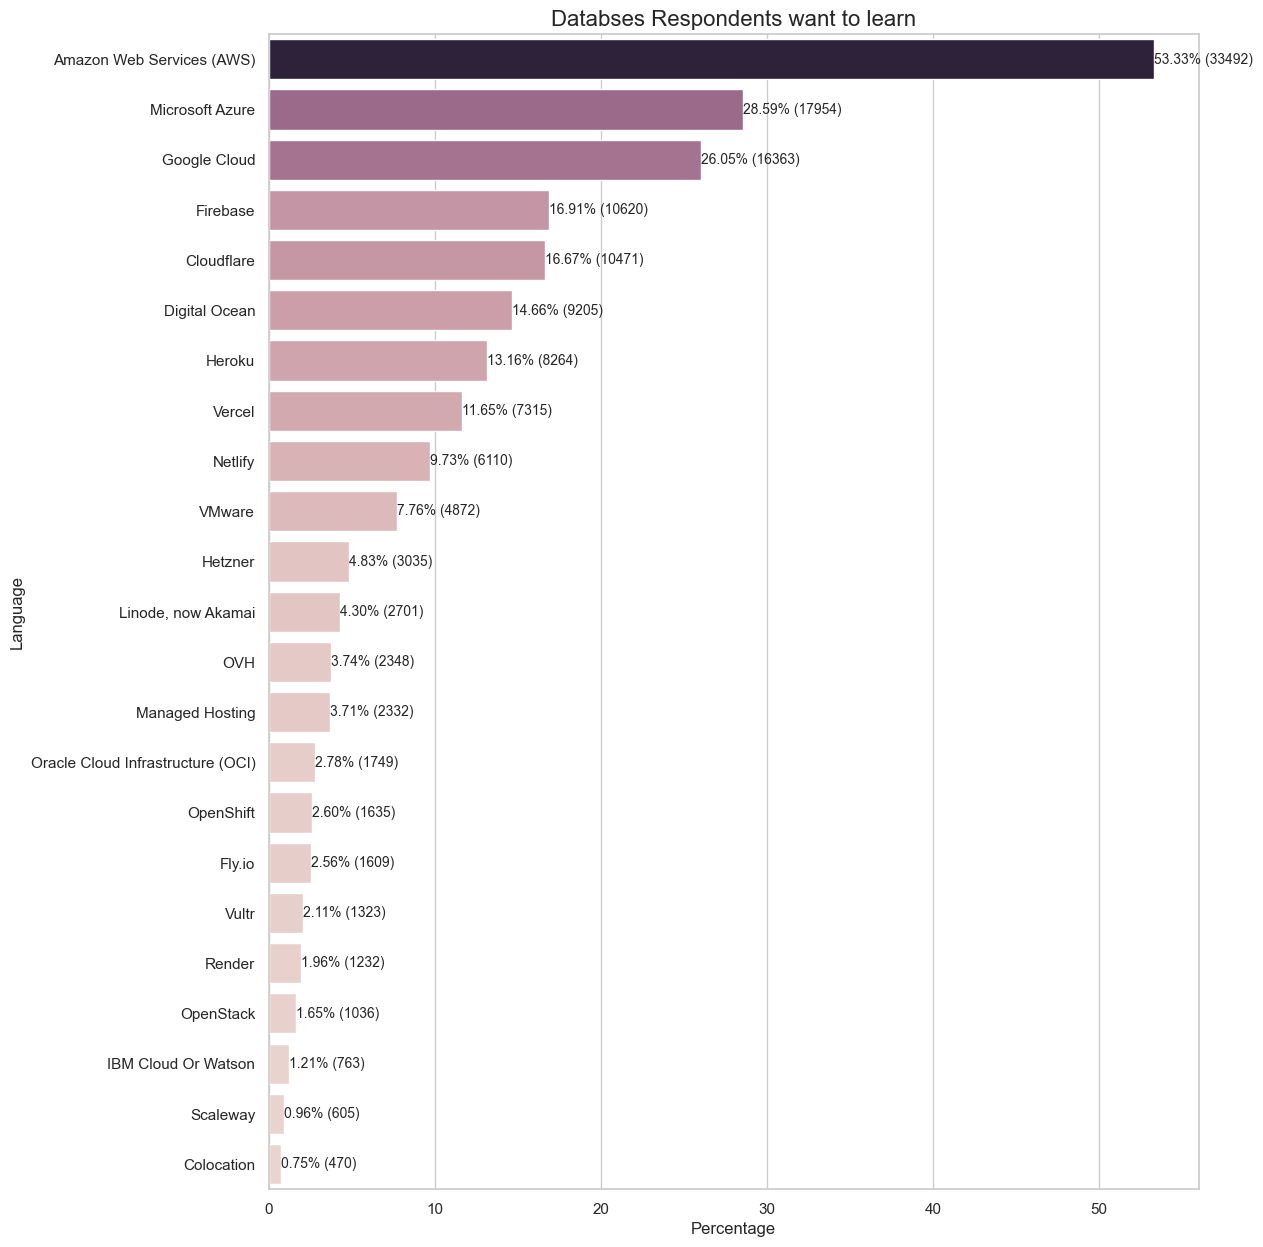 Databses Respondents want to learn
Amazon Web Services (AWS) 53.33% (33492)
Microsoft Azure 28.59% (17954)
Google Cloud 26.05% (16363)
Firebase 16.91% (10620)
Cloudflare 16.67% (10471)
Digital Ocean 14.66% (9205)
Heroku 13.16% (8264)
Vercel 11.65% (7315)
Netlify 9.73% (6110)
VMware 7.76% (4872)
Hetzner 4.83% (3035)
Linode, now Akamai 4.30% (2701)
OVH 3.74% (2348)
Managed Hosting 3.71% (2332)
Oracle Cloud Infrastructure (OCI) 2.78% (1749)
OpenShift 2.60% (1635)
Fly.io 2.56% (1609)
Vultr 2.11% (1323)
Render 1.96% (1232)
OpenStack 1.65% (1036)
IBM Cloud Or Watson 1.21% (763)
Scaleway 0.96% (605)
Colocation 0.75% (470)
Language
0 10 20 30 40 50
Percentage